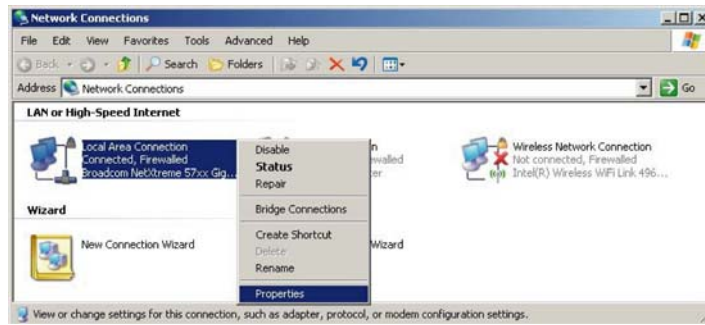 Network Connections
File Edit View Favorites Tools Advanced Help
Back Search Folders
Address Network Connections Go
LAN or High-Speed Internet
Local Area Connection
Connected, Firewalled
Broadcom NetXtreme 57xx Gig...
Disable
Status
Repair
Bridge Connections
Create Shortcut
Delete
Rename
Properties
Wireless Network Connection
Not connected, Firewalled
Intel(R) Wireless WiFi Link 496...
Wizard
New Connection Wizard
Wizard
View or change settings for this connection, such as adapter, protocol, or modem configuration settings.